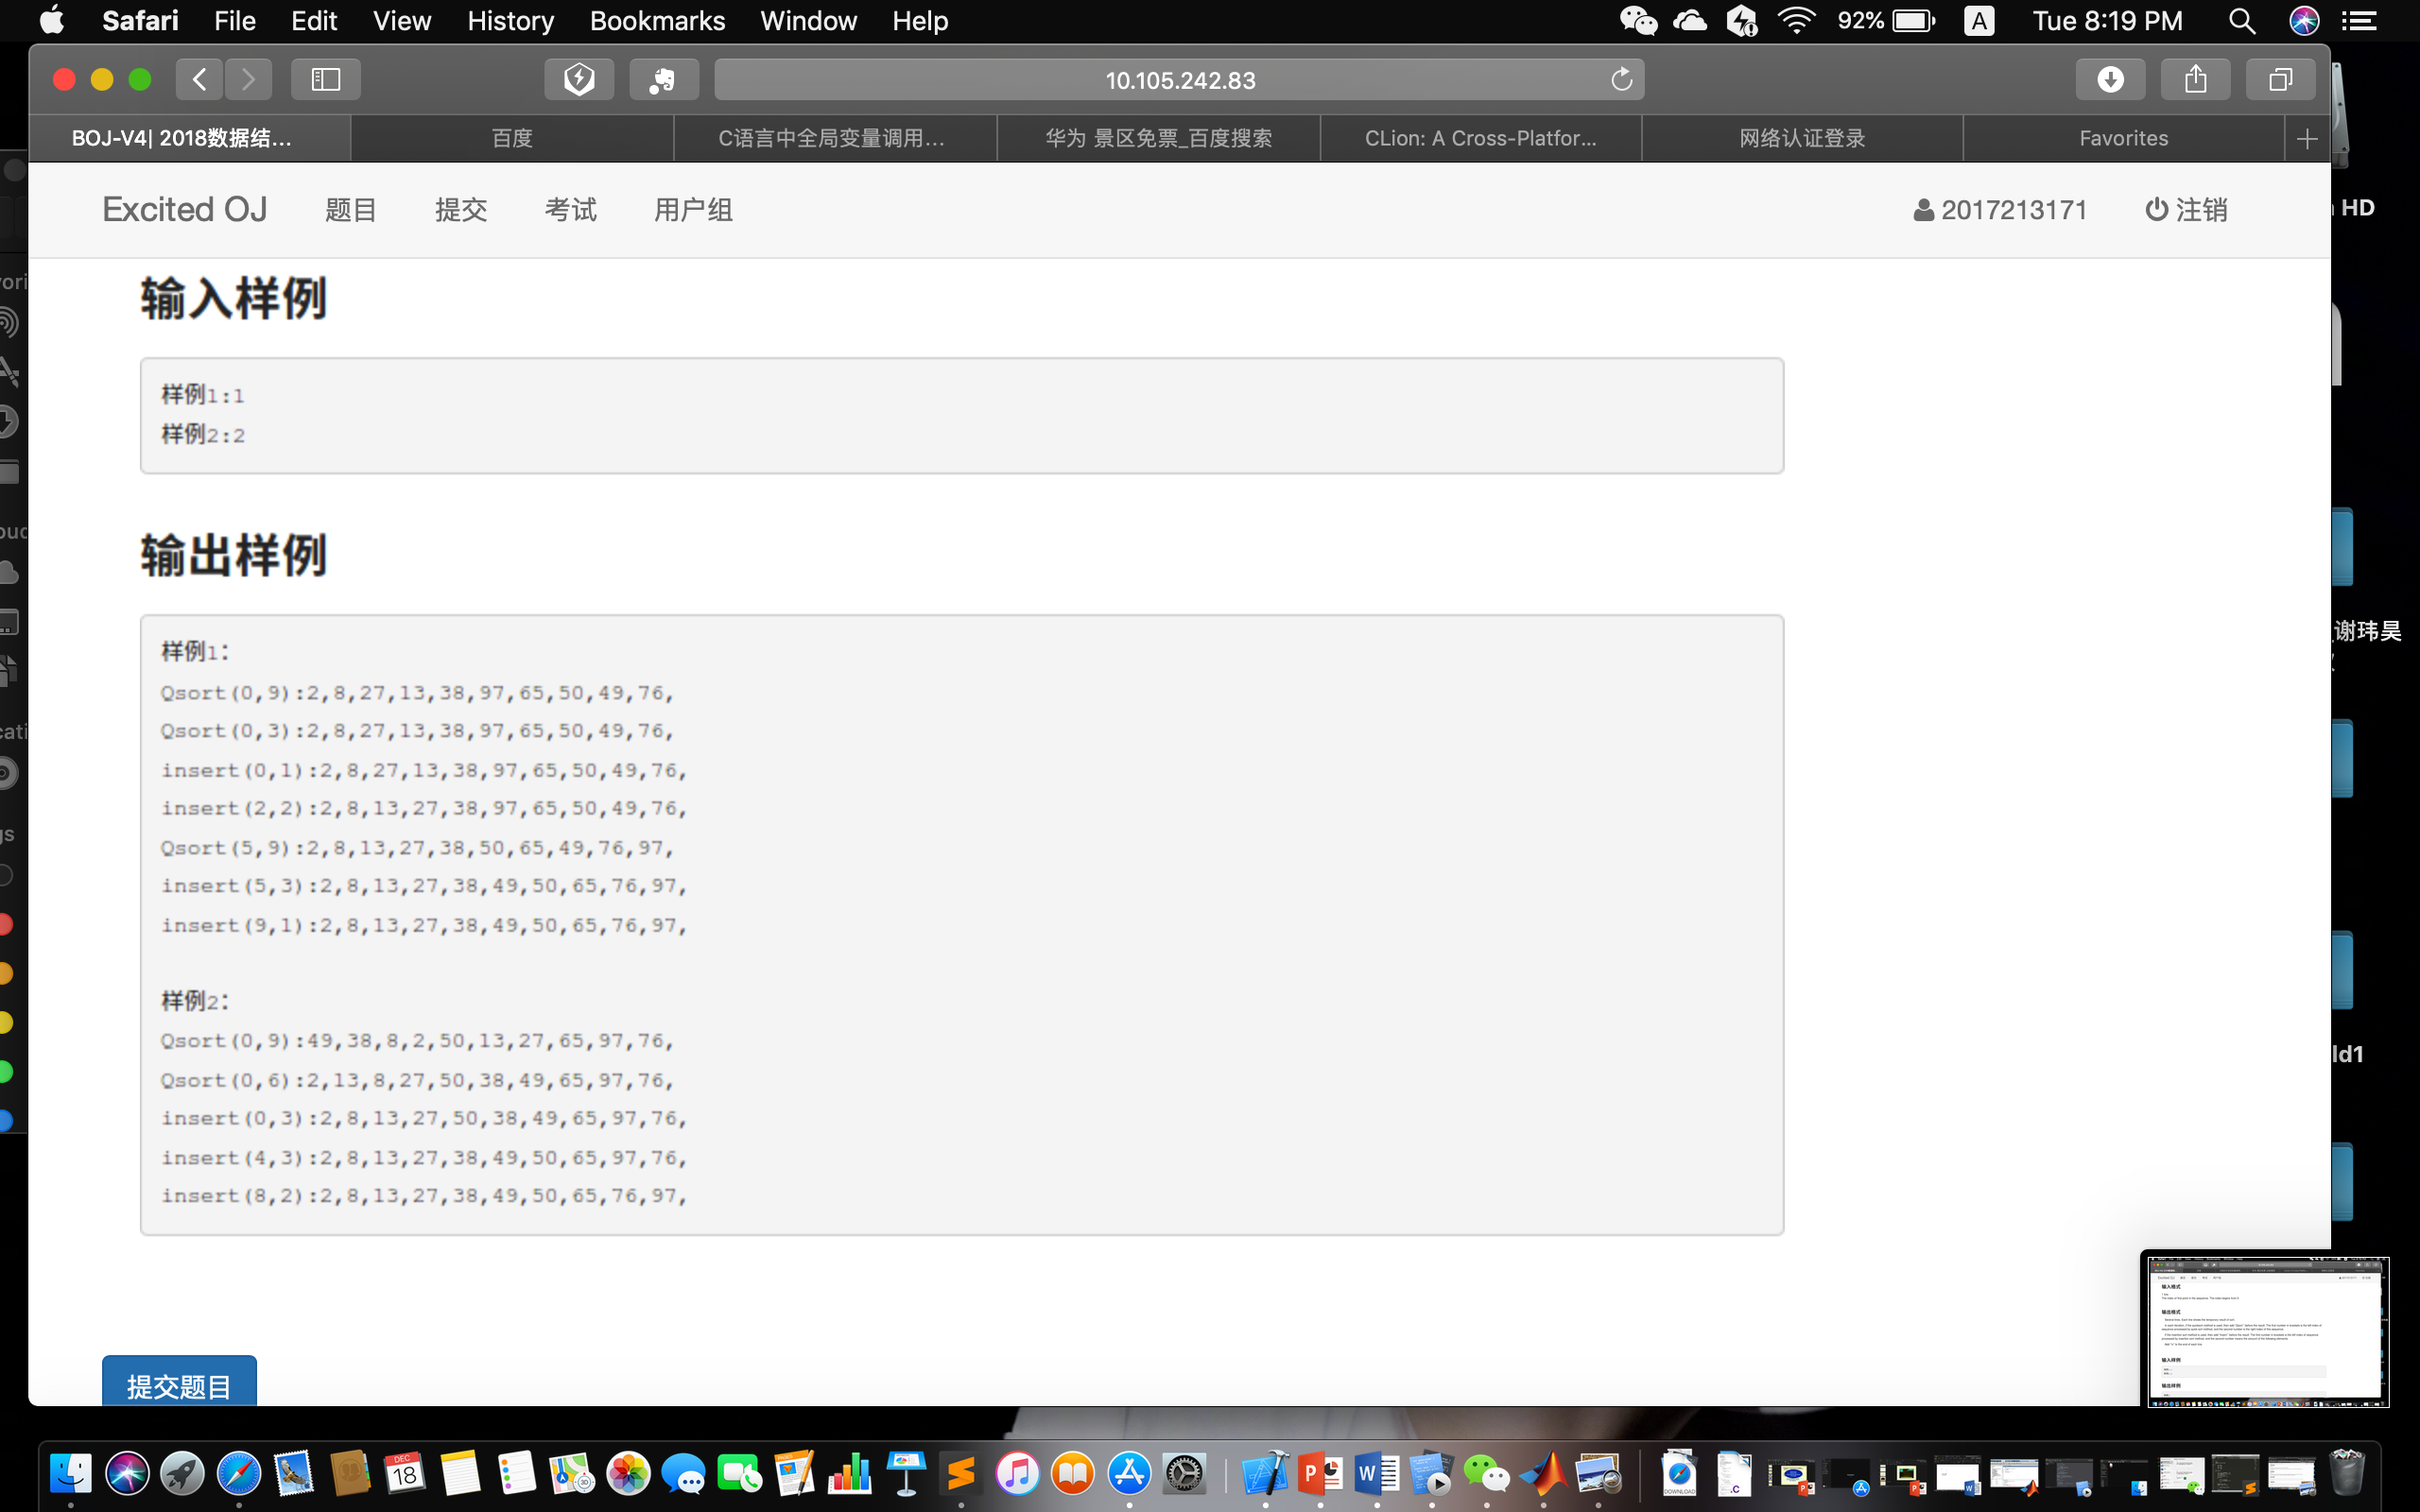 Safari File Edit View History Bookmarks Window Help 92% A Tue 8:19 PM
10.105.242.83
BOJ-V4| 2018数据结... 百度 C语言中全局变量调用... 华为 景区免票_百度搜索 CLion: A Cross-Platfor... 网络认证登录 Favorites
Excited OJ 题目 提交 考试 用户组 2017213171 注销
HD
输入样例
样例1:1
样例2:2
输出样例
样例1:
Qsort(0,9):2,8,27,13,38,97,65,50,49,76,
Qsort(0,3):2,8,27,13,38,97,65,50,49,76,
insert(0,1):2,8,27,13,38,97,65,50,49,76,
insert(2,2):2,8,13,27,38,97,65,50,49,76,
Qsort(5,9):2,8,13,27,38,50,65,49,76,97,
insert(5,3):2,8,13,27,38,49,50,65,76,97,
insert(9,1):2,8,13,27,38,49,50,65,76,97,
样例2:
Qsort(0,9):49,38,8,2,50,13,27,65,97,76,
Qsort(0,6):2,13,8,27,50,38,49,65,97,76,
insert(0,3):2,8,13,27,50,38,49,65,97,76,
insert(4,3):2,8,13,27,38,49,50,65,97,76,
insert(8,2):2,8,13,27,38,49,50,65,76,97,
谢玮昊
ld1
提交题目
DEC
18
DOWNLOAD
.C